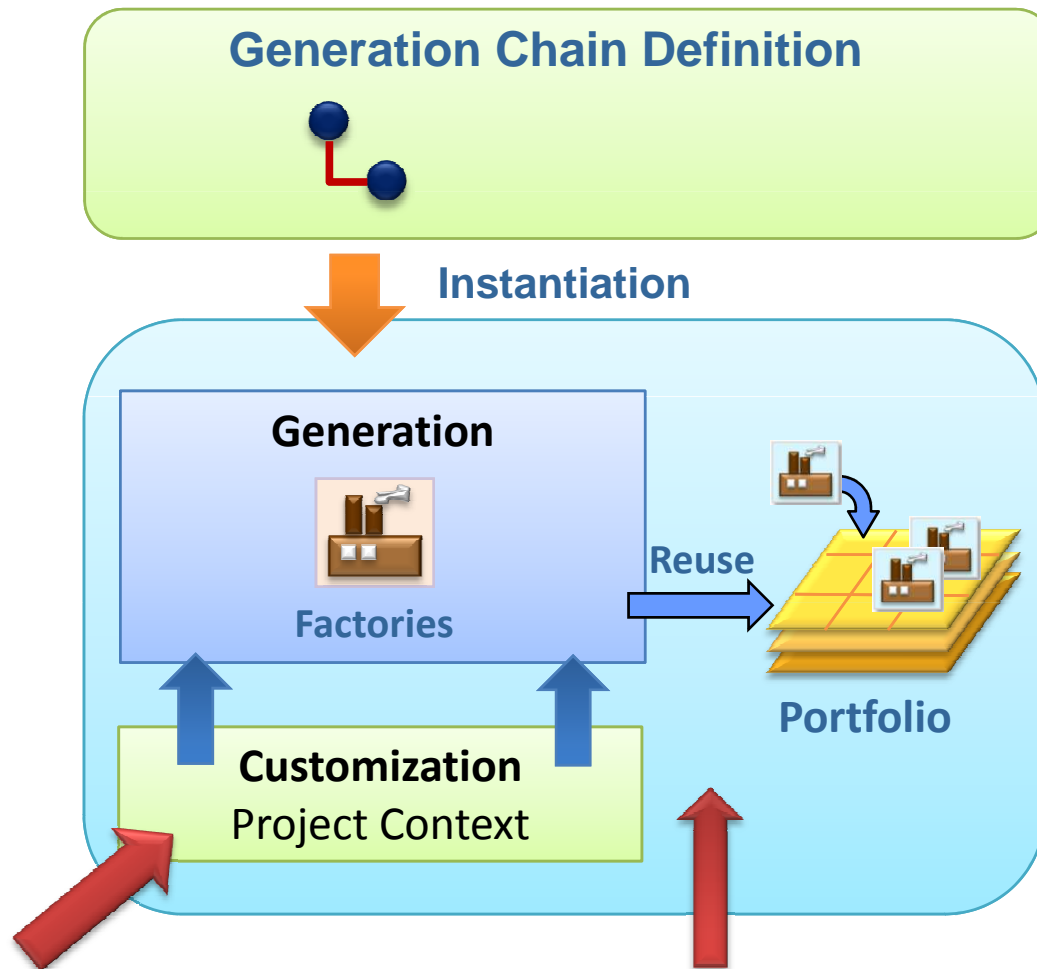 Generation Chain Definition
Instantiation
Generation
Factories
Reuse
Portfolio
Customization
Project Context